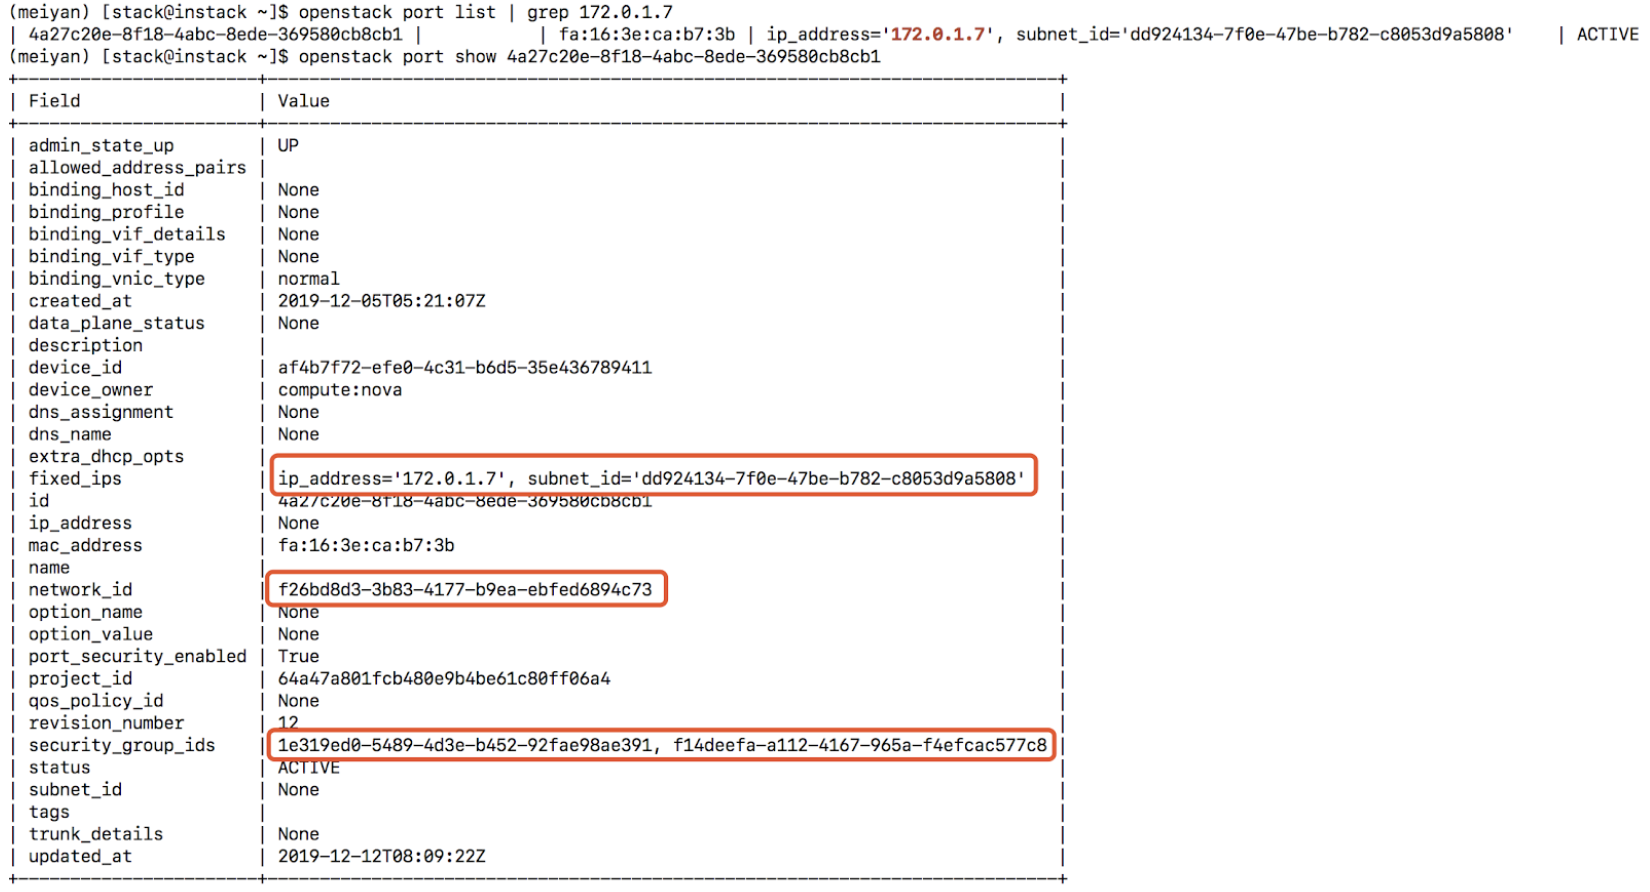 (meiyan) [stack@instack ~]$ openstack port list | grep 172.0.1.7
| 4a27c20e-8f18-4abc-8ede-369580cb8cb1 |            | fa:16:3e:ca:b7:3b | ip_address='172.0.1.7', subnet_id='dd924134-7f0e-47be-b782-c8053d9a5808'    | ACTIVE
(meiyan) [stack@instack ~]$ openstack port show 4a27c20e-8f18-4abc-8ede-369580cb8cb1
| Field | Value |
| admin_state_up | UP |
| allowed_address_pairs | |
| binding_host_id | None |
| binding_profile | None |
| binding_vif_details | None |
| binding_vif_type | None |
| binding_vnic_type | normal |
| created_at | 2019-12-05T05:21:07Z |
| data_plane_status | None |
| description | |
| device_id | af4b7f72-efe0-4c31-b6d5-35e436789411 |
| device_owner | compute:nova |
| dns_assignment | None |
| dns_name | None |
| extra_dhcp_opts | |
| fixed_ips | ip_address='172.0.1.7', subnet_id='dd924134-7f0e-47be-b782-c8053d9a5808' |
| id | 4a27c20e-8f18-4abc-8ede-369580cb8cb1 |
| ip_address | None |
| mac_address | fa:16:3e:ca:b7:3b |
| name | |
| network_id | f26bd8d3-3b83-4177-b9ea-ebfed6894c73 |
| option_name | None |
| option_value | None |
| port_security_enabled | True |
| project_id | 64a47a801fcb480e9b4be61c80ff06a4 |
| qos_policy_id | None |
| revision_number | 12 |
| security_group_ids | 1e319ed0-5489-4d3e-b452-92fae98ae391, f14deefa-a112-4167-965a-f4efcac577c8 |
| status | ACTIVE |
| subnet_id | None |
| tags | |
| trunk_details | None |
| updated_at | 2019-12-12T08:09:22Z |